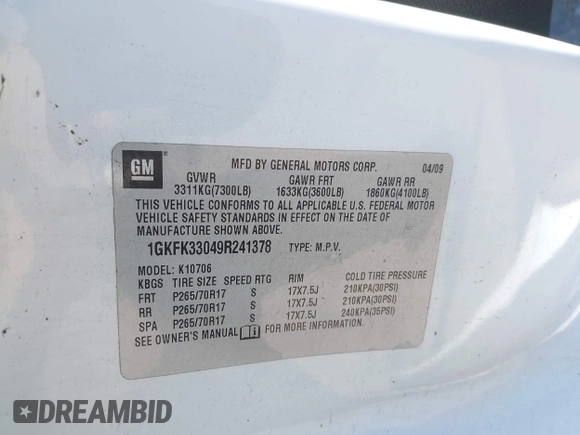 GM
MFD BY GENERAL MOTORS CORP. 04/09
GVWR GAWR FRT GAWR RR
3311KG(7300LB) 1633KG(3600LB) 1860KG(4100LB)
THIS VEHICLE CONFORMS TO ALL APPLICABLE U.S. FEDERAL MOTOR
VEHICLE SAFETY STANDARDS IN EFFECT ON THE DATE OF
MANUFACTURE SHOWN ABOVE.
1GKFK33049R241378 TYPE: M.P.V.
MODEL: K10706
KBGS TIRE SIZE SPEED RTG RIM COLD TIRE PRESSURE
FRT P265/70R17 S 17X7.5J 210KPA(30PSI)
RR P265/70R17 S 17X7.5J 210KPA(30PSI)
SPA P265/70R17 S 17X7.5J 240KPA(35PSI)
SEE OWNER'S MANUAL FOR MORE INFORMATION.
DREAMBID